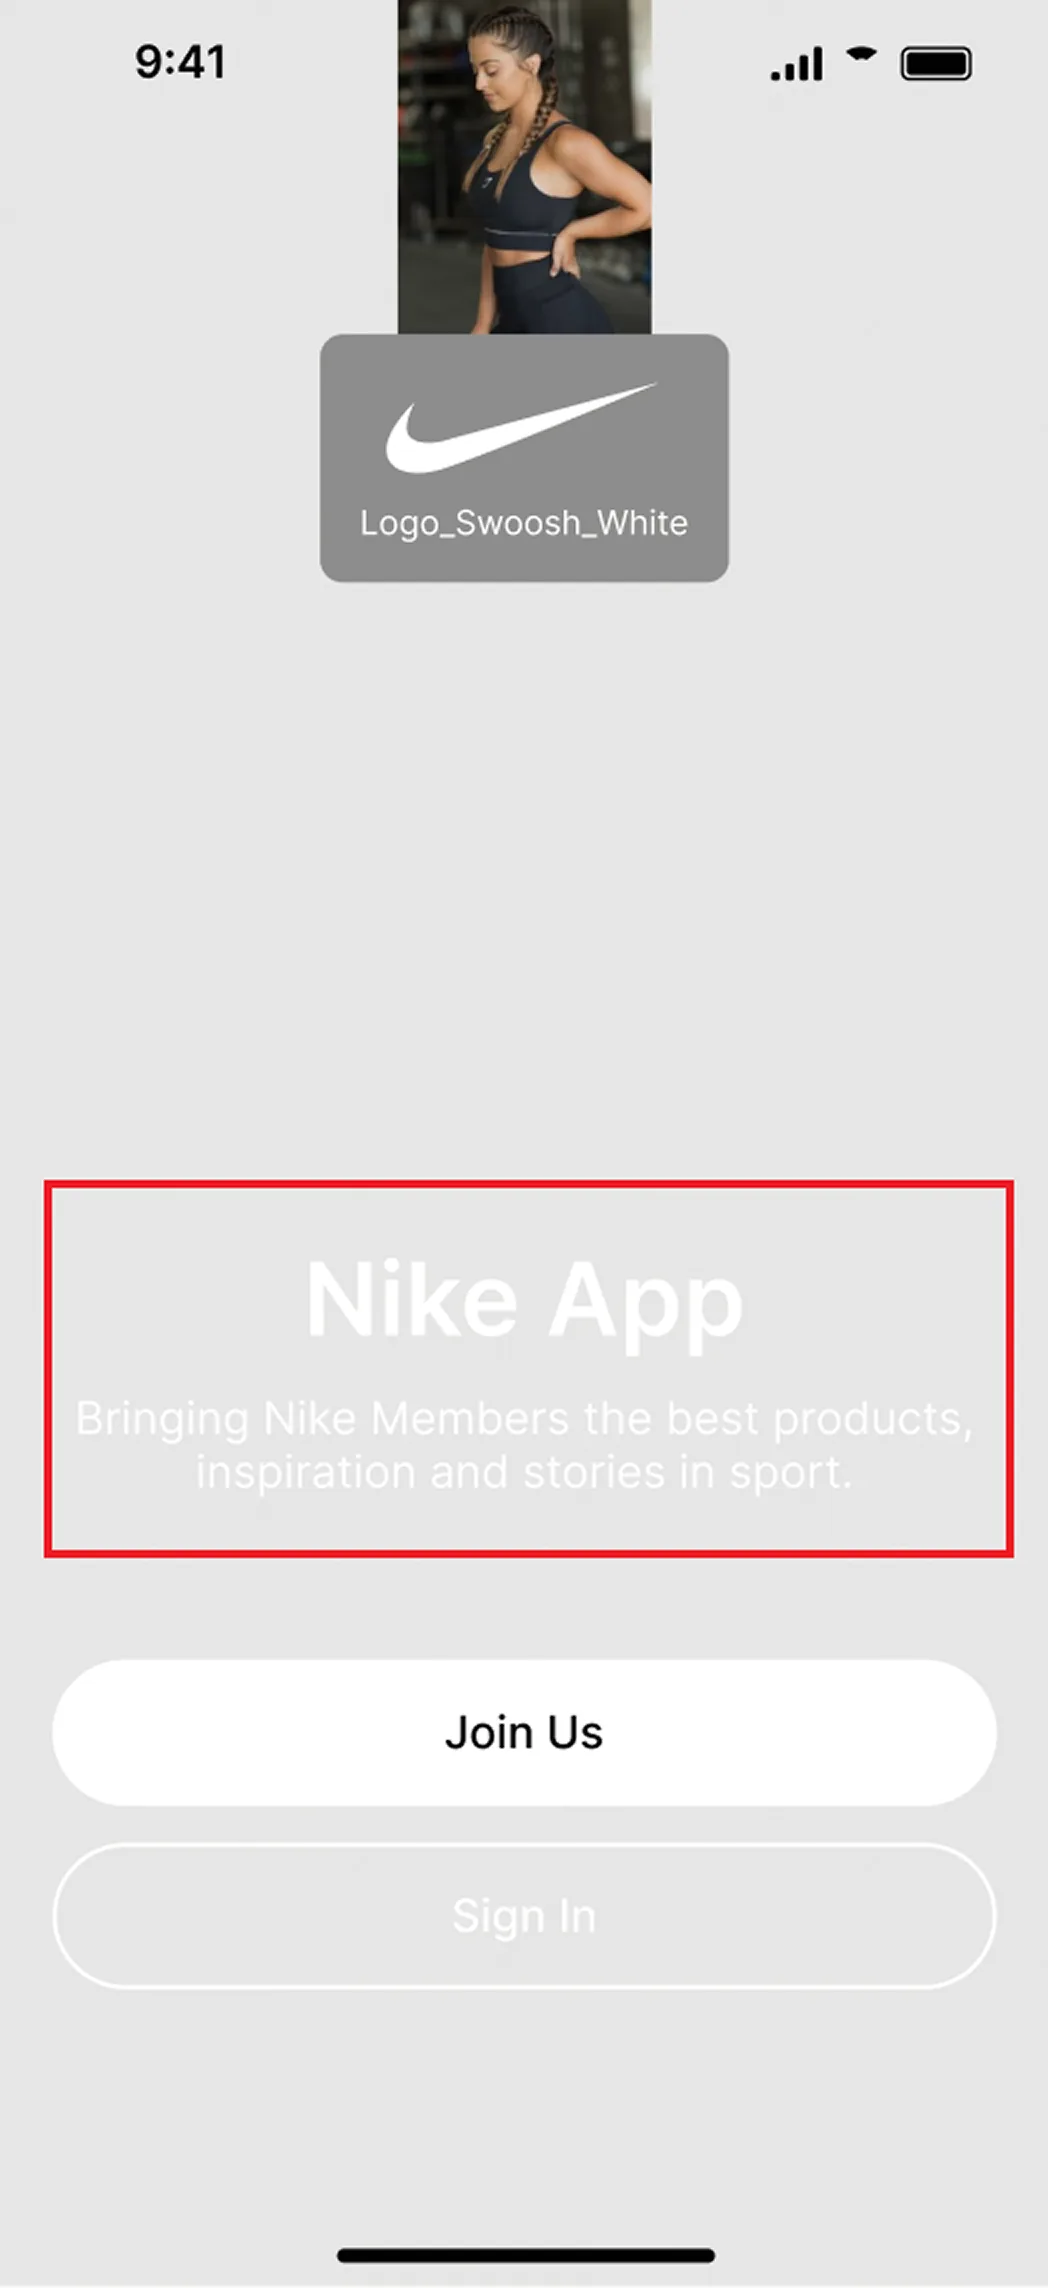 9:41
Logo_Swoosh_White
Nike App
Bringing Nike Members the best products,
inspiration and stories in sport.
Join Us
Sign In